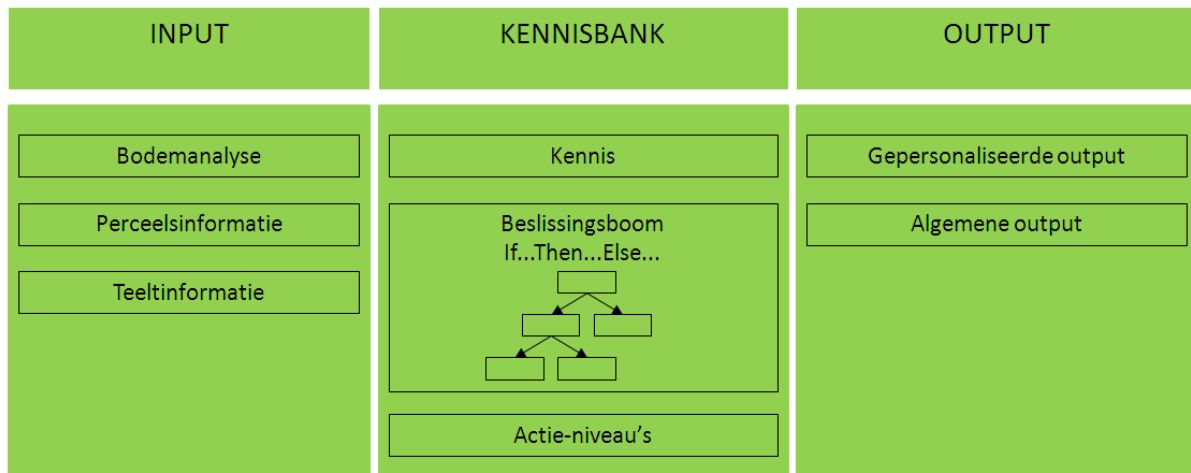 INPUT
KENNISBANK
OUTPUT
Bodemanalyse
Perceelsinformatie
Teeltinformatie
Kennis
Beslissingsboom
If...Then...Else...
Actie-niveau's
Gepersonaliseerde output
Algemene output